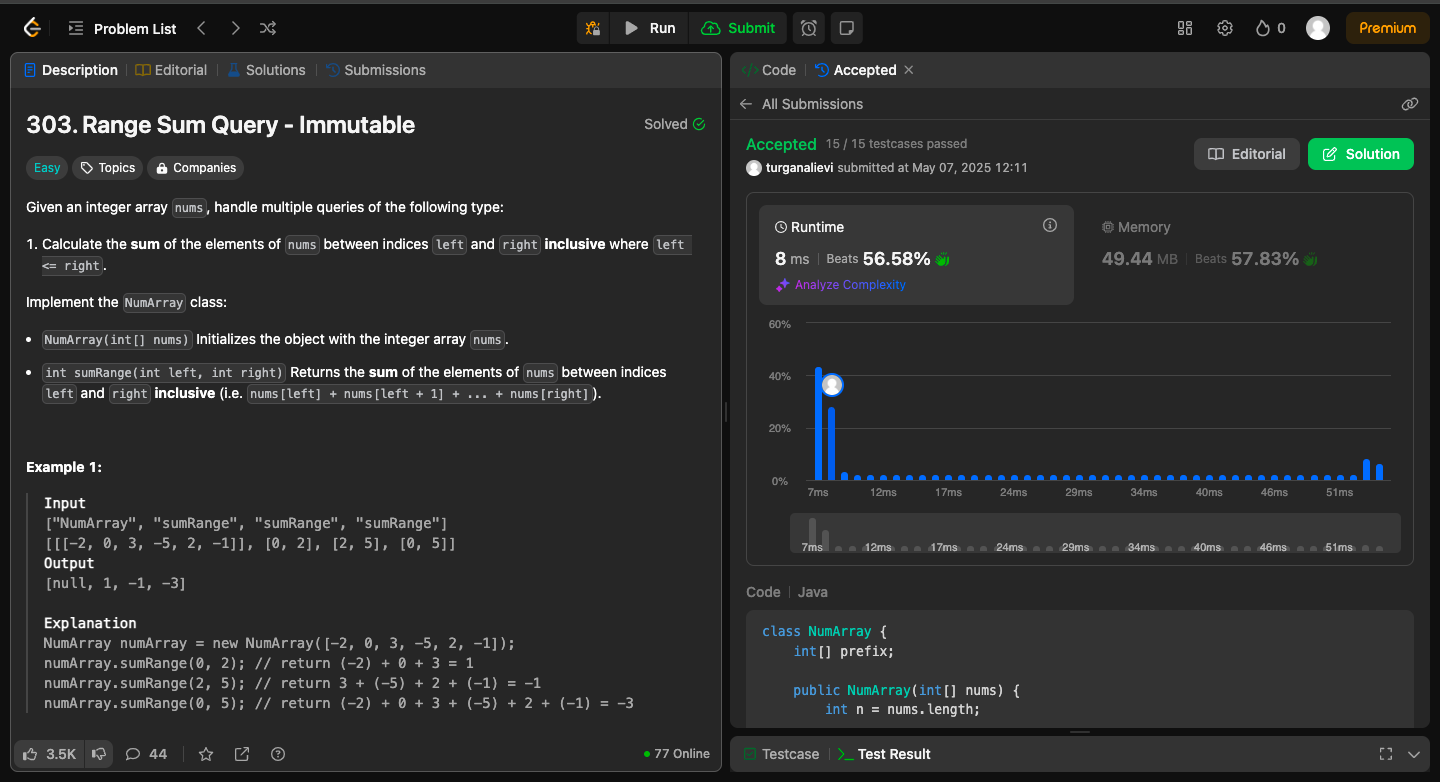 Problem List
Run
Submit
0
Premium
Description
Editorial
Solutions
Submissions
303. Range Sum Query - Immutable
Solved
Easy
Topics
Companies
Given an integer array nums, handle multiple queries of the following type:
1. Calculate the sum of the elements of nums between indices left and right inclusive where left
<= right.
Implement the NumArray class:
• NumArray(int[] nums) Initializes the object with the integer array nums.
• int sumRange(int left, int right) Returns the sum of the elements of nums between indices
left and right inclusive (i.e. nums[left] + nums[left + 1] + ... + nums[right]).
Example 1:
Input
["NumArray", "sumRange", "sumRange", "sumRange"]
[[[-2, 0, 3, -5, 2, -1]], [0, 2], [2, 5], [0, 5]]
Output
[null, 1, -1, -3]
Explanation
NumArray numArray = new NumArray([-2, 0, 3, -5, 2, -1]);
numArray.sumRange(0, 2); // return (-2) + 0 + 3 = 1
numArray.sumRange(2, 5); // return 3 + (-5) + 2 + (-1) = -1
numArray.sumRange(0, 5); // return (-2) + 0 + 3 + (-5) + 2 + (-1) = -3
3.5K
44
77 Online
Code
Accepted
All Submissions
Accepted 15 / 15 testcases passed
turganalievi submitted at May 07, 2025 12:11
Editorial
Solution
Runtime
8 ms Beats 56.58%
Analyze Complexity
Memory
49.44 MB Beats 57.83%
60%
40%
20%
0%
7ms 12ms 17ms 24ms 29ms 34ms 40ms 46ms 51ms
7ms 12ms 17ms 24ms 29ms 34ms 40ms 46ms 51ms
Code Java
class NumArray {
int[] prefix;
public NumArray(int[] nums) {
int n = nums.length;
Testcase
Test Result